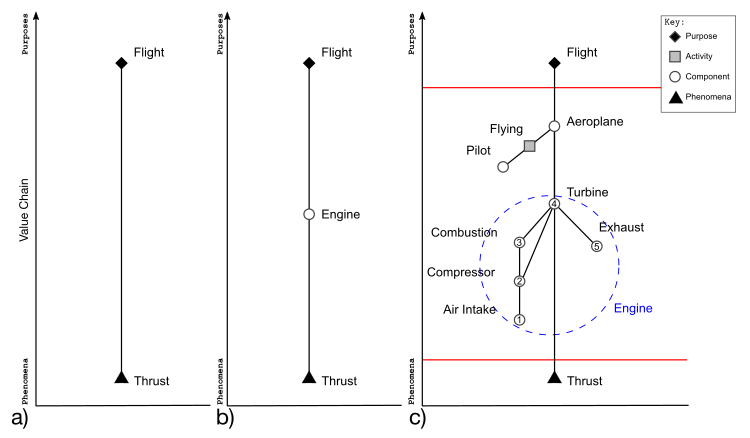 Purposes
Value Chain
Phenomena
Flight
Thrust
a)
Purposes
Phenomena
Flight
Engine
Thrust
b)
Purposes
Phenomena
Flight
Aeroplane
Flying
Pilot
Turbine
4
Combustion
3
Exhaust
5
Compressor
2
Air Intake
1
Engine
Thrust
c)
Key:
Purpose
Activity
Component
Phenomena